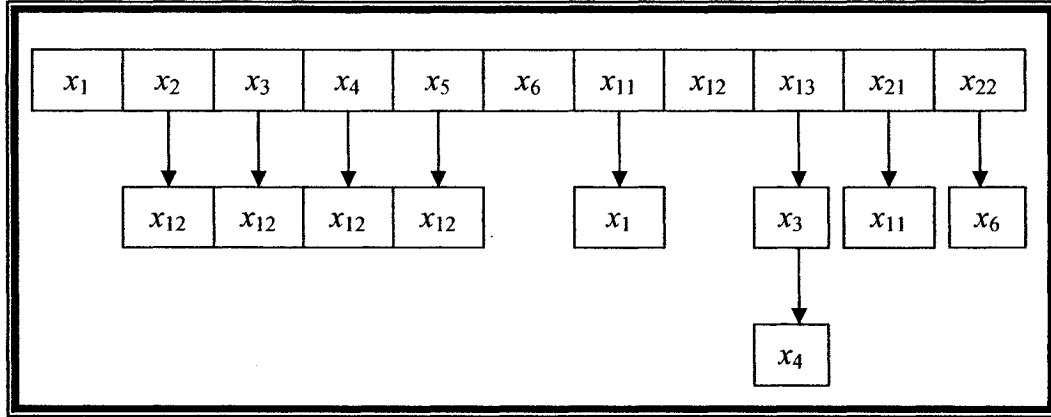 x₁ x₂ x₃ x₄ x₅ x₆ x₁₁ x₁₂ x₁₃ x₂₁ x₂₂
x₁₂ x₁₂ x₁₂ x₁₂ x₁ x₃ x₁₁ x₆
x₄